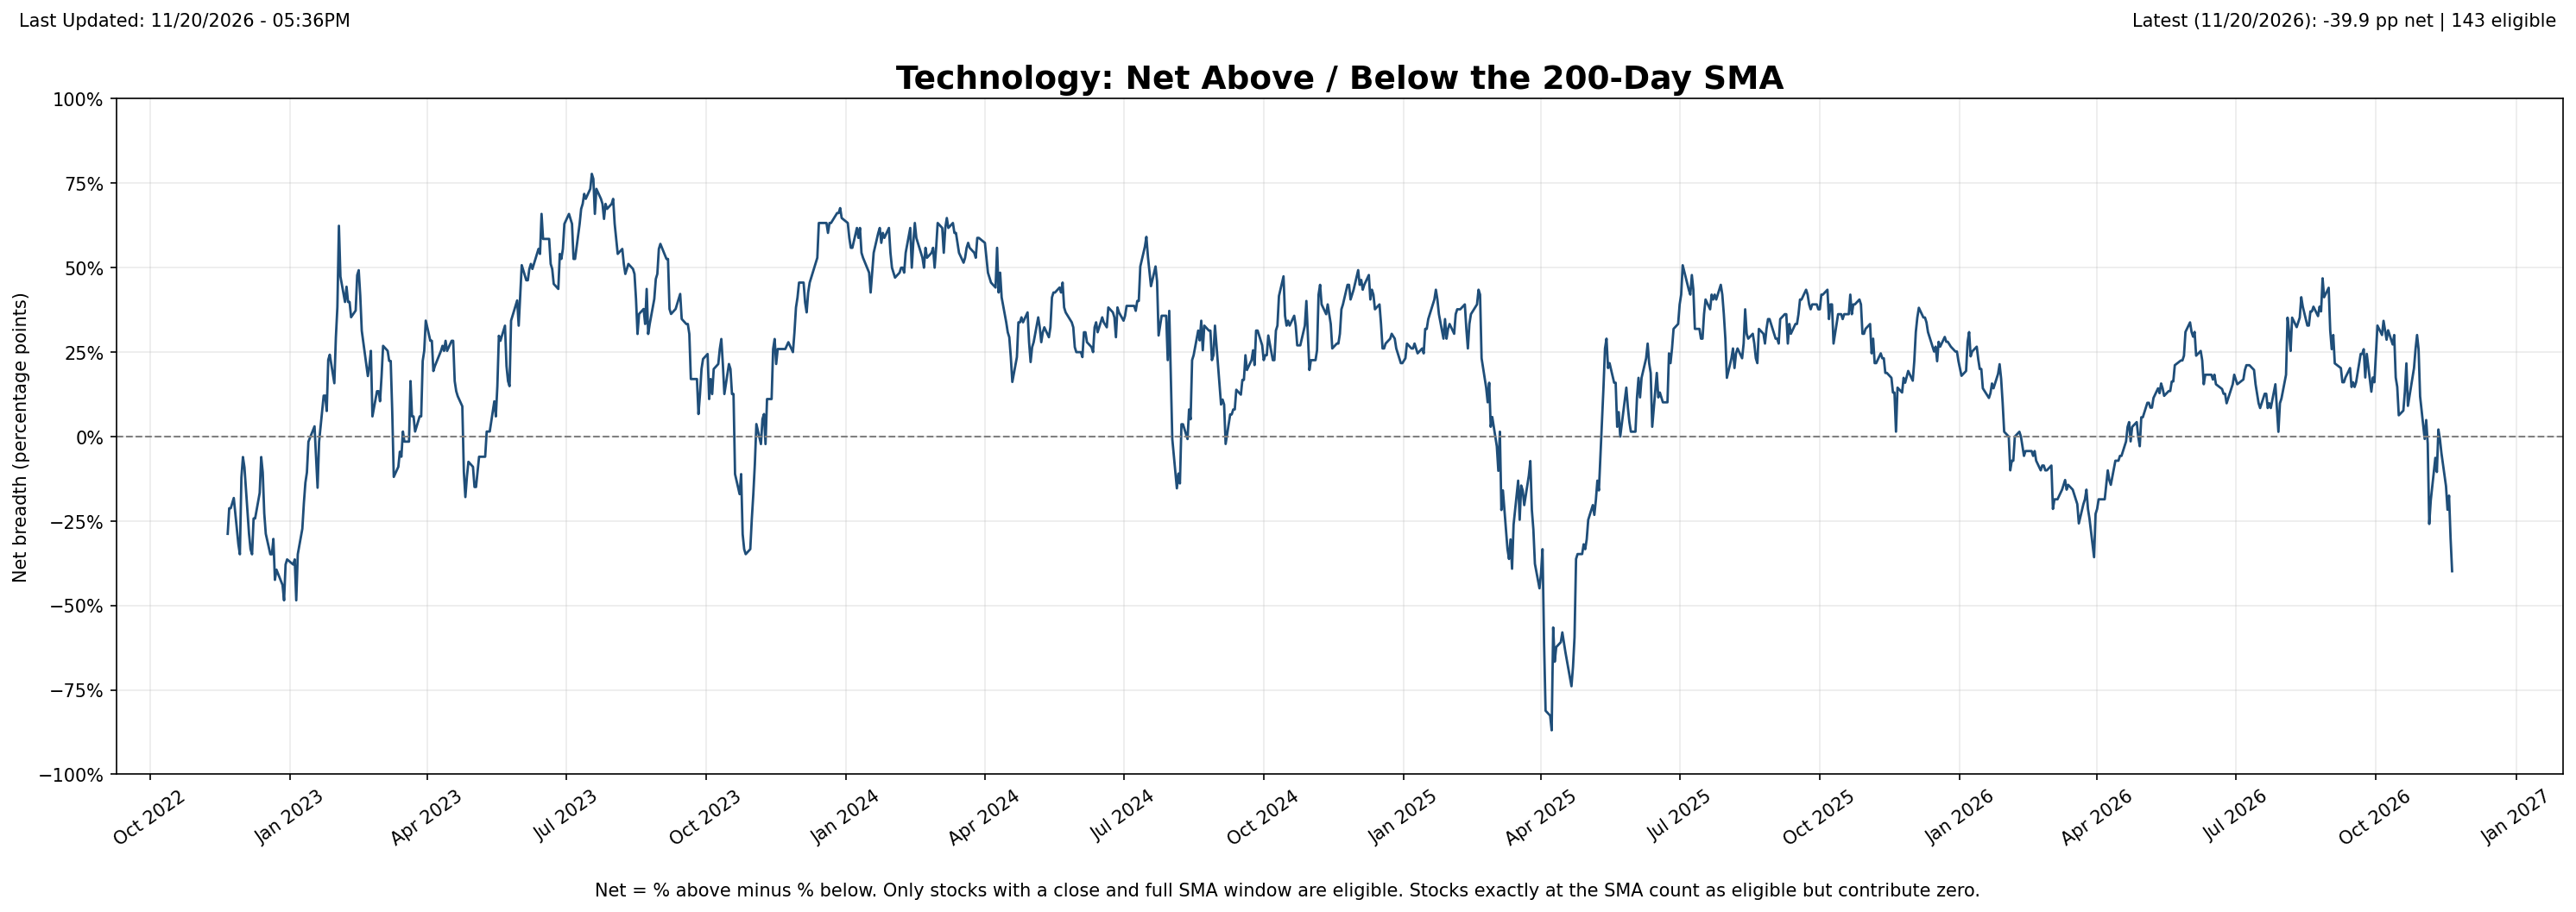 Last Updated: 11/20/2026 - 05:36PM
Latest (11/20/2026): -39.9 pp net | 143 eligible
Technology: Net Above / Below the 200-Day SMA
Net breadth (percentage points)
100%
75%
50%
25%
0%
−25%
−50%
−75%
−100%
Oct 2022
Jan 2023
Apr 2023
Jul 2023
Oct 2023
Jan 2024
Apr 2024
Jul 2024
Oct 2024
Jan 2025
Apr 2025
Jul 2025
Oct 2025
Jan 2026
Apr 2026
Jul 2026
Oct 2026
Jan 2027
Net = % above minus % below. Only stocks with a close and full SMA window are eligible. Stocks exactly at the SMA count as eligible but contribute zero.